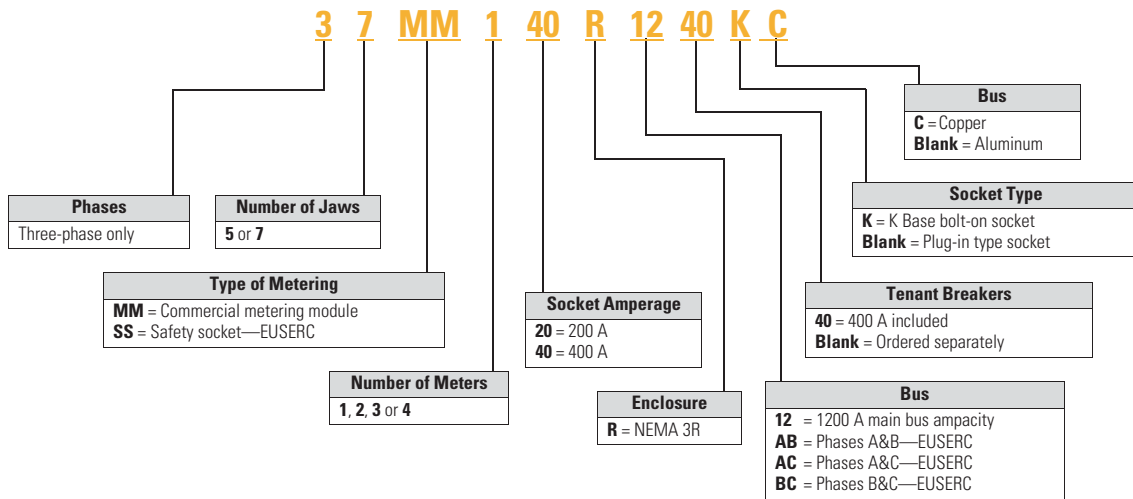 3 7 MM 1 40 R 12 40 K C
Bus
C = Copper
Blank = Aluminum
Socket Type
K = K Base bolt-on socket
Blank = Plug-in type socket
Phases
Three-phase only
Number of Jaws
5 or 7
Type of Metering
MM = Commercial metering module
SS = Safety socket—EUSERC
Socket Amperage
20 = 200 A
40 = 400 A
Tenant Breakers
40 = 400 A included
Blank = Ordered separately
Number of Meters
1, 2, 3 or 4
Enclosure
R = NEMA 3R
Bus
12 = 1200 A main bus ampacity
AB = Phases A&B—EUSERC
AC = Phases A&C—EUSERC
BC = Phases B&C—EUSERC